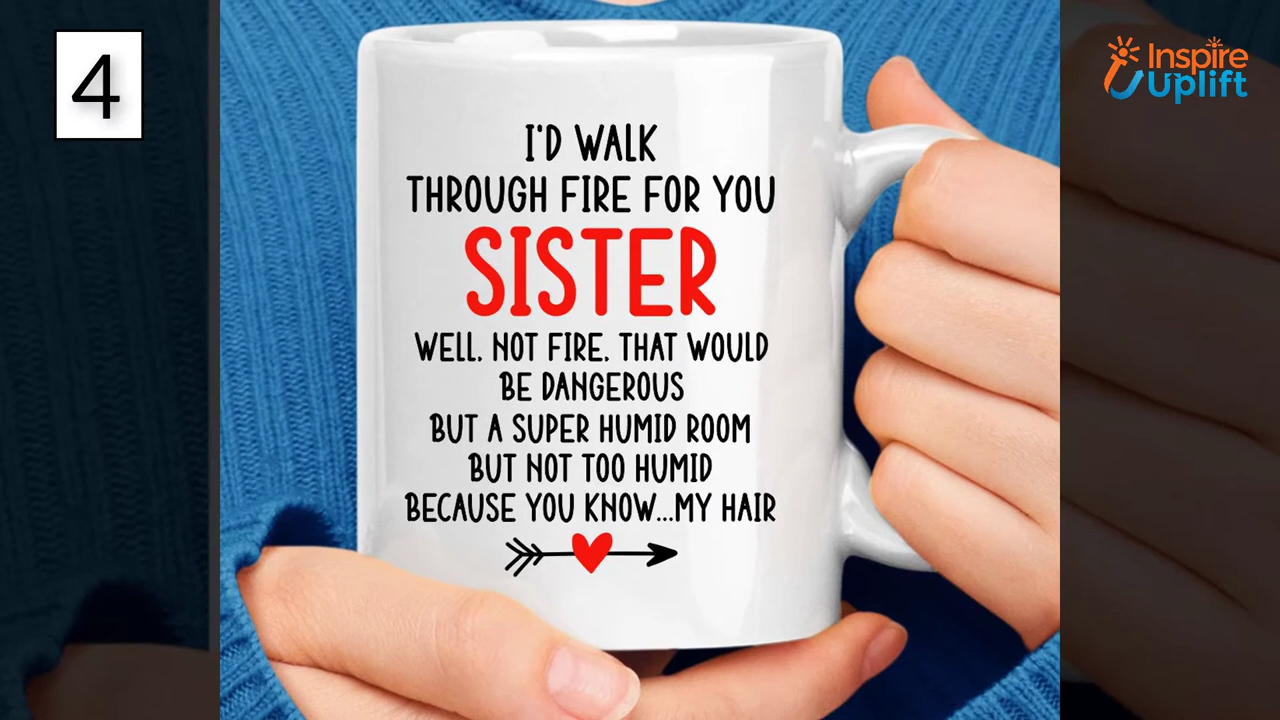 4
Inspire
Uplift
I'D WALK
THROUGH FIRE FOR YOU
SISTER
WELL, NOT FIRE, THAT WOULD
BE DANGEROUS
BUT A SUPER HUMID ROOM
BUT NOT TOO HUMID
BECAUSE YOU KNOW...MY HAIR